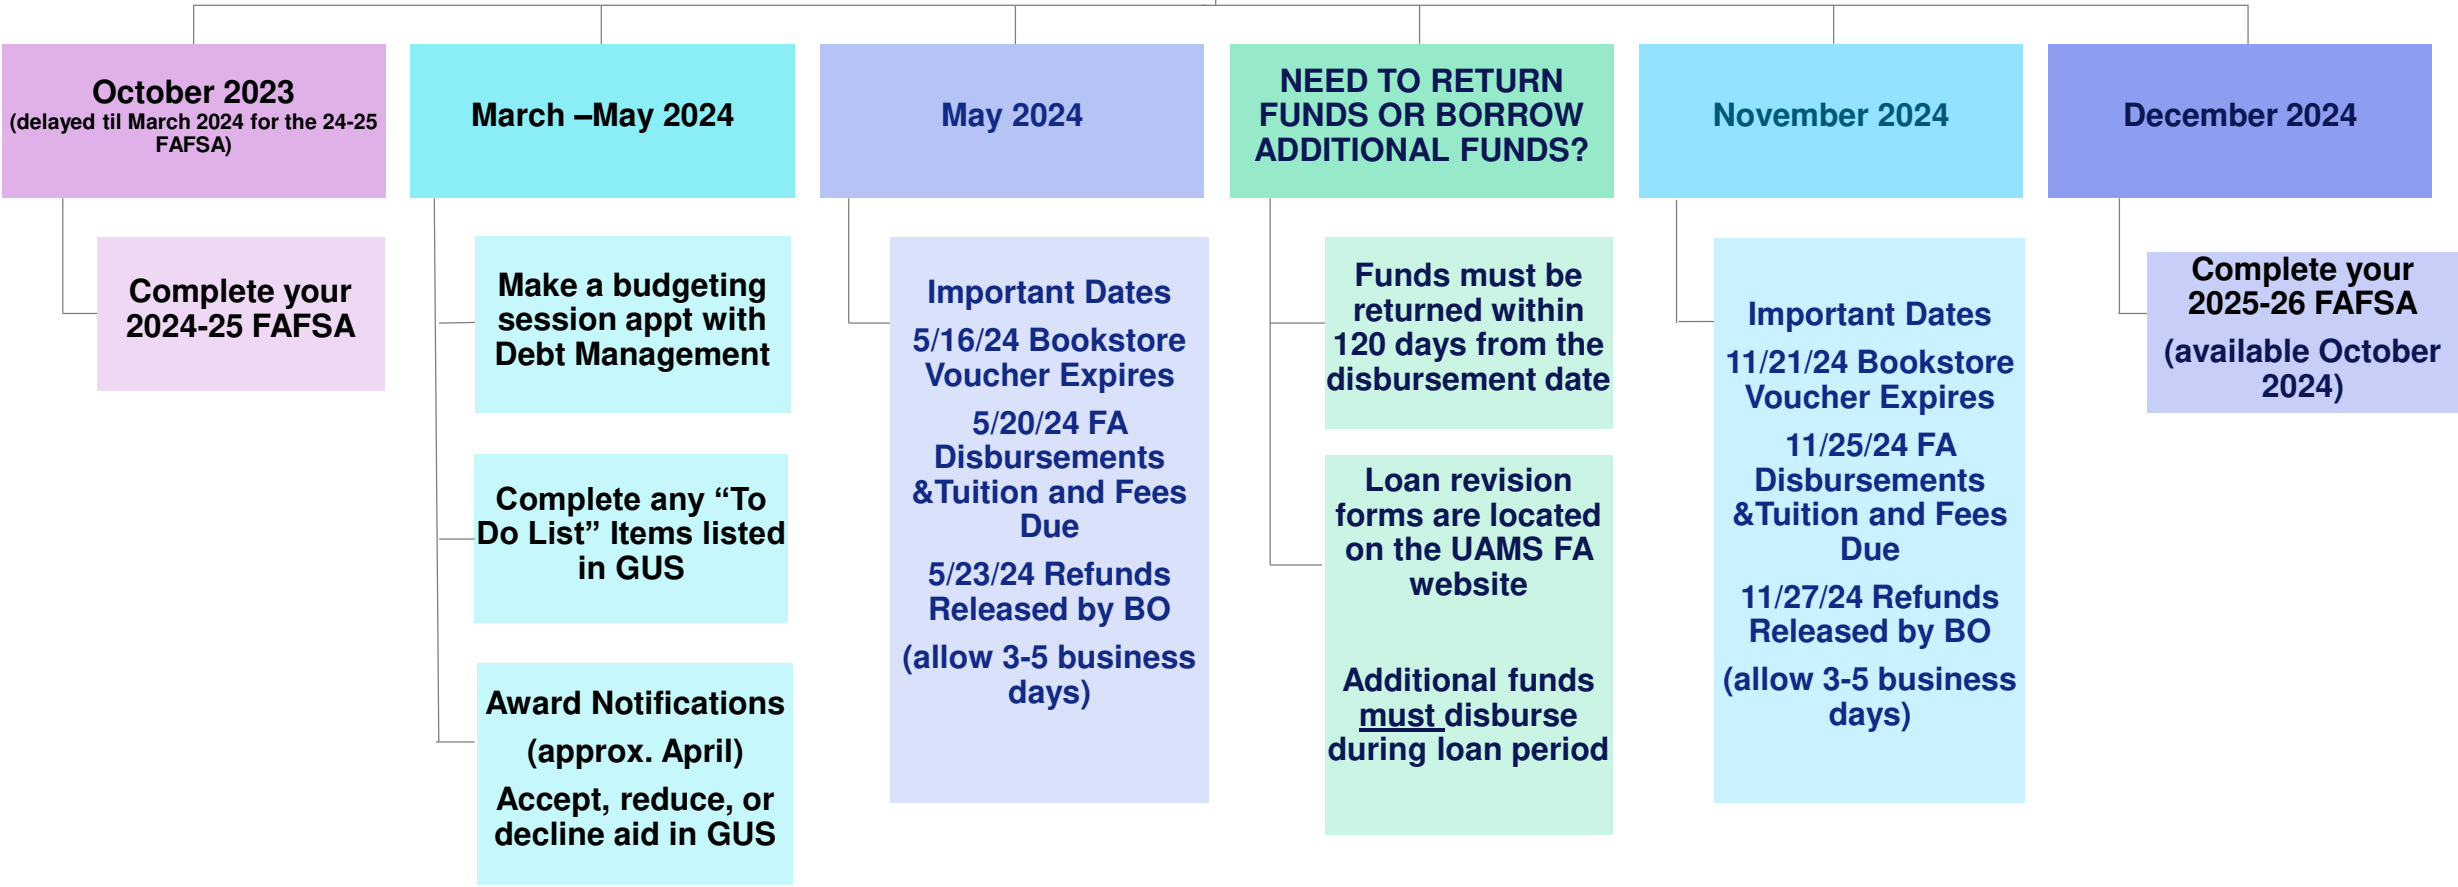 October 2023
(delayed til March 2024 for the 24-25
FAFSA)
Complete your
2024-25 FAFSA
March –May 2024
Make a budgeting
session appt with
Debt Management
Complete any “To
Do List” Items listed
in GUS
Award Notifications
(approx. April)
Accept, reduce, or
decline aid in GUS
May 2024
Important Dates
5/16/24 Bookstore
Voucher Expires
5/20/24 FA
Disbursements
&Tuition and Fees
Due
5/23/24 Refunds
Released by BO
(allow 3-5 business
days)
NEED TO RETURN
FUNDS OR BORROW
ADDITIONAL FUNDS?
Funds must be
returned within
120 days from the
disbursement date
Loan revision
forms are located
on the UAMS FA
website
Additional funds
must disburse
during loan period
November 2024
Important Dates
11/21/24 Bookstore
Voucher Expires
11/25/24 FA
Disbursements
&Tuition and Fees
Due
11/27/24 Refunds
Released by BO
(allow 3-5 business
days)
December 2024
Complete your
2025-26 FAFSA
(available October
2024)